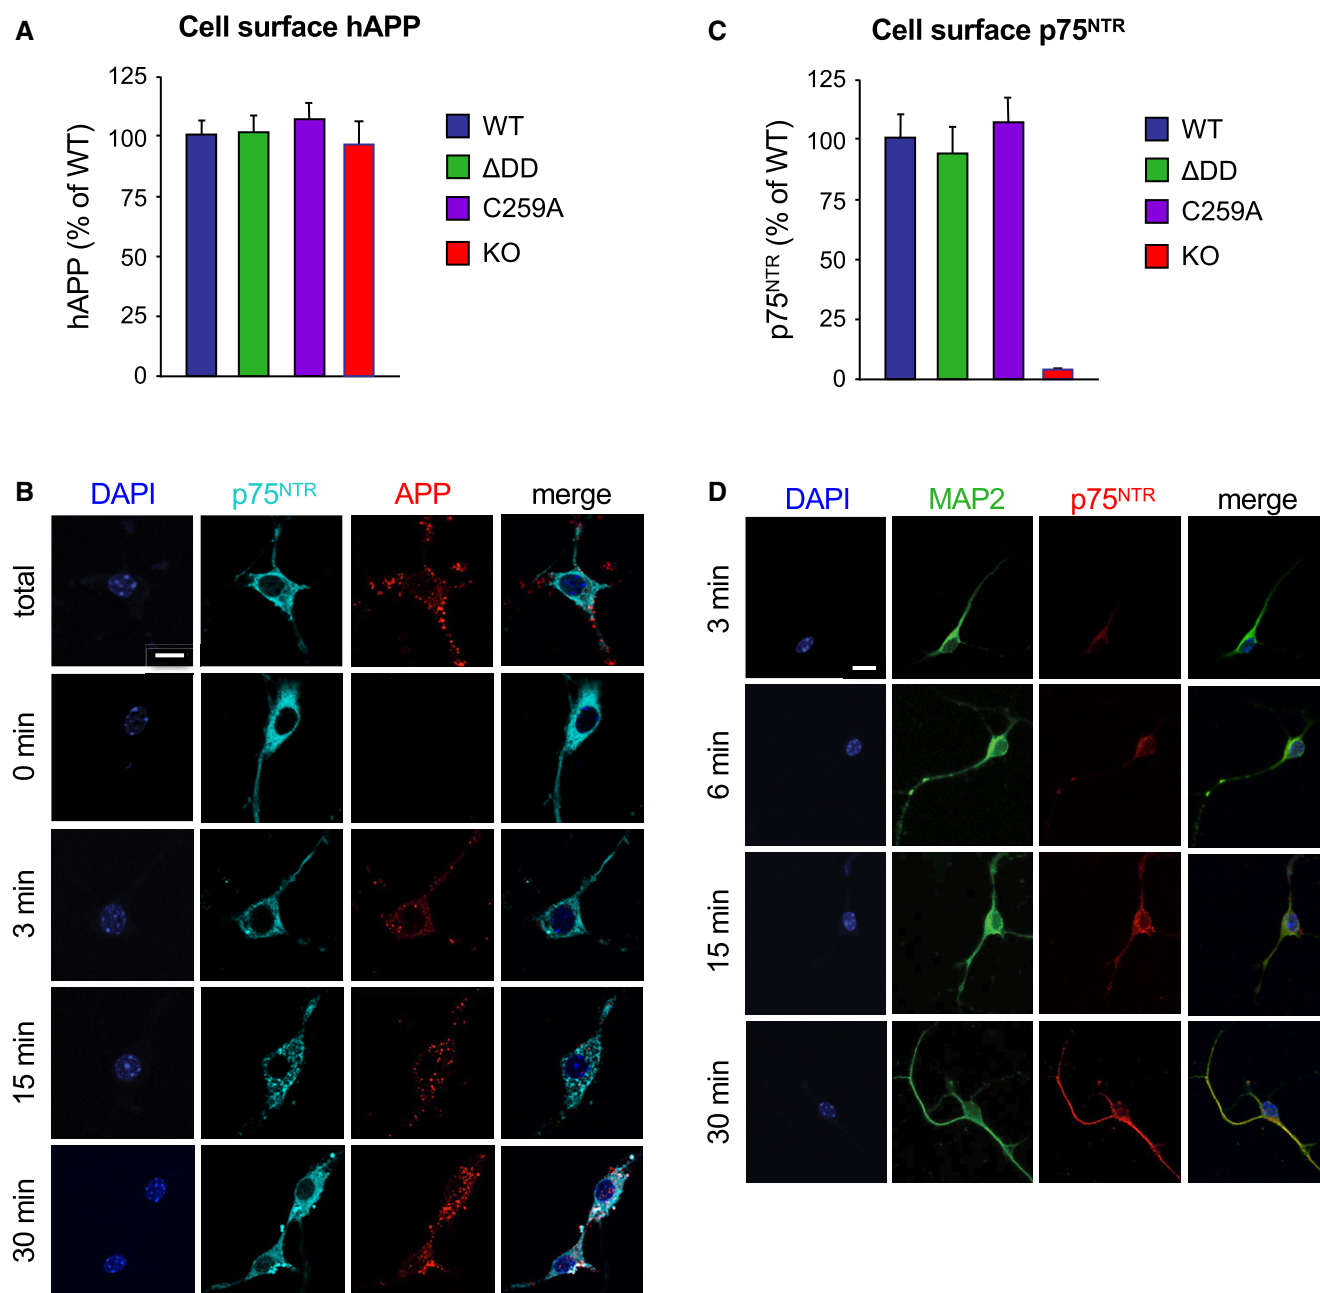 A
Cell surface hAPP
hAPP (% of WT)
125
100
75
50
25
0
WT
ΔDD
C259A
KO
C
Cell surface p75NTR
p75NTR (% of WT)
125
100
75
50
25
0
WT
ΔDD
C259A
KO
B
DAPI p75NTR APP merge
total
0 min
3 min
15 min
30 min
D
DAPI MAP2 p75NTR merge
3 min
6 min
15 min
30 min